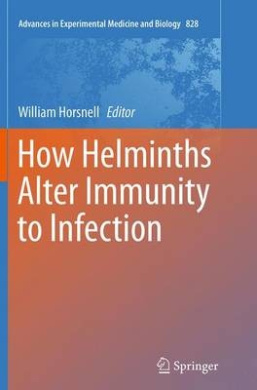 Advances in Experimental Medicine and Biology 828
William Horsnell Editor
How Helminths
Alter Immunity
to Infection
Springer